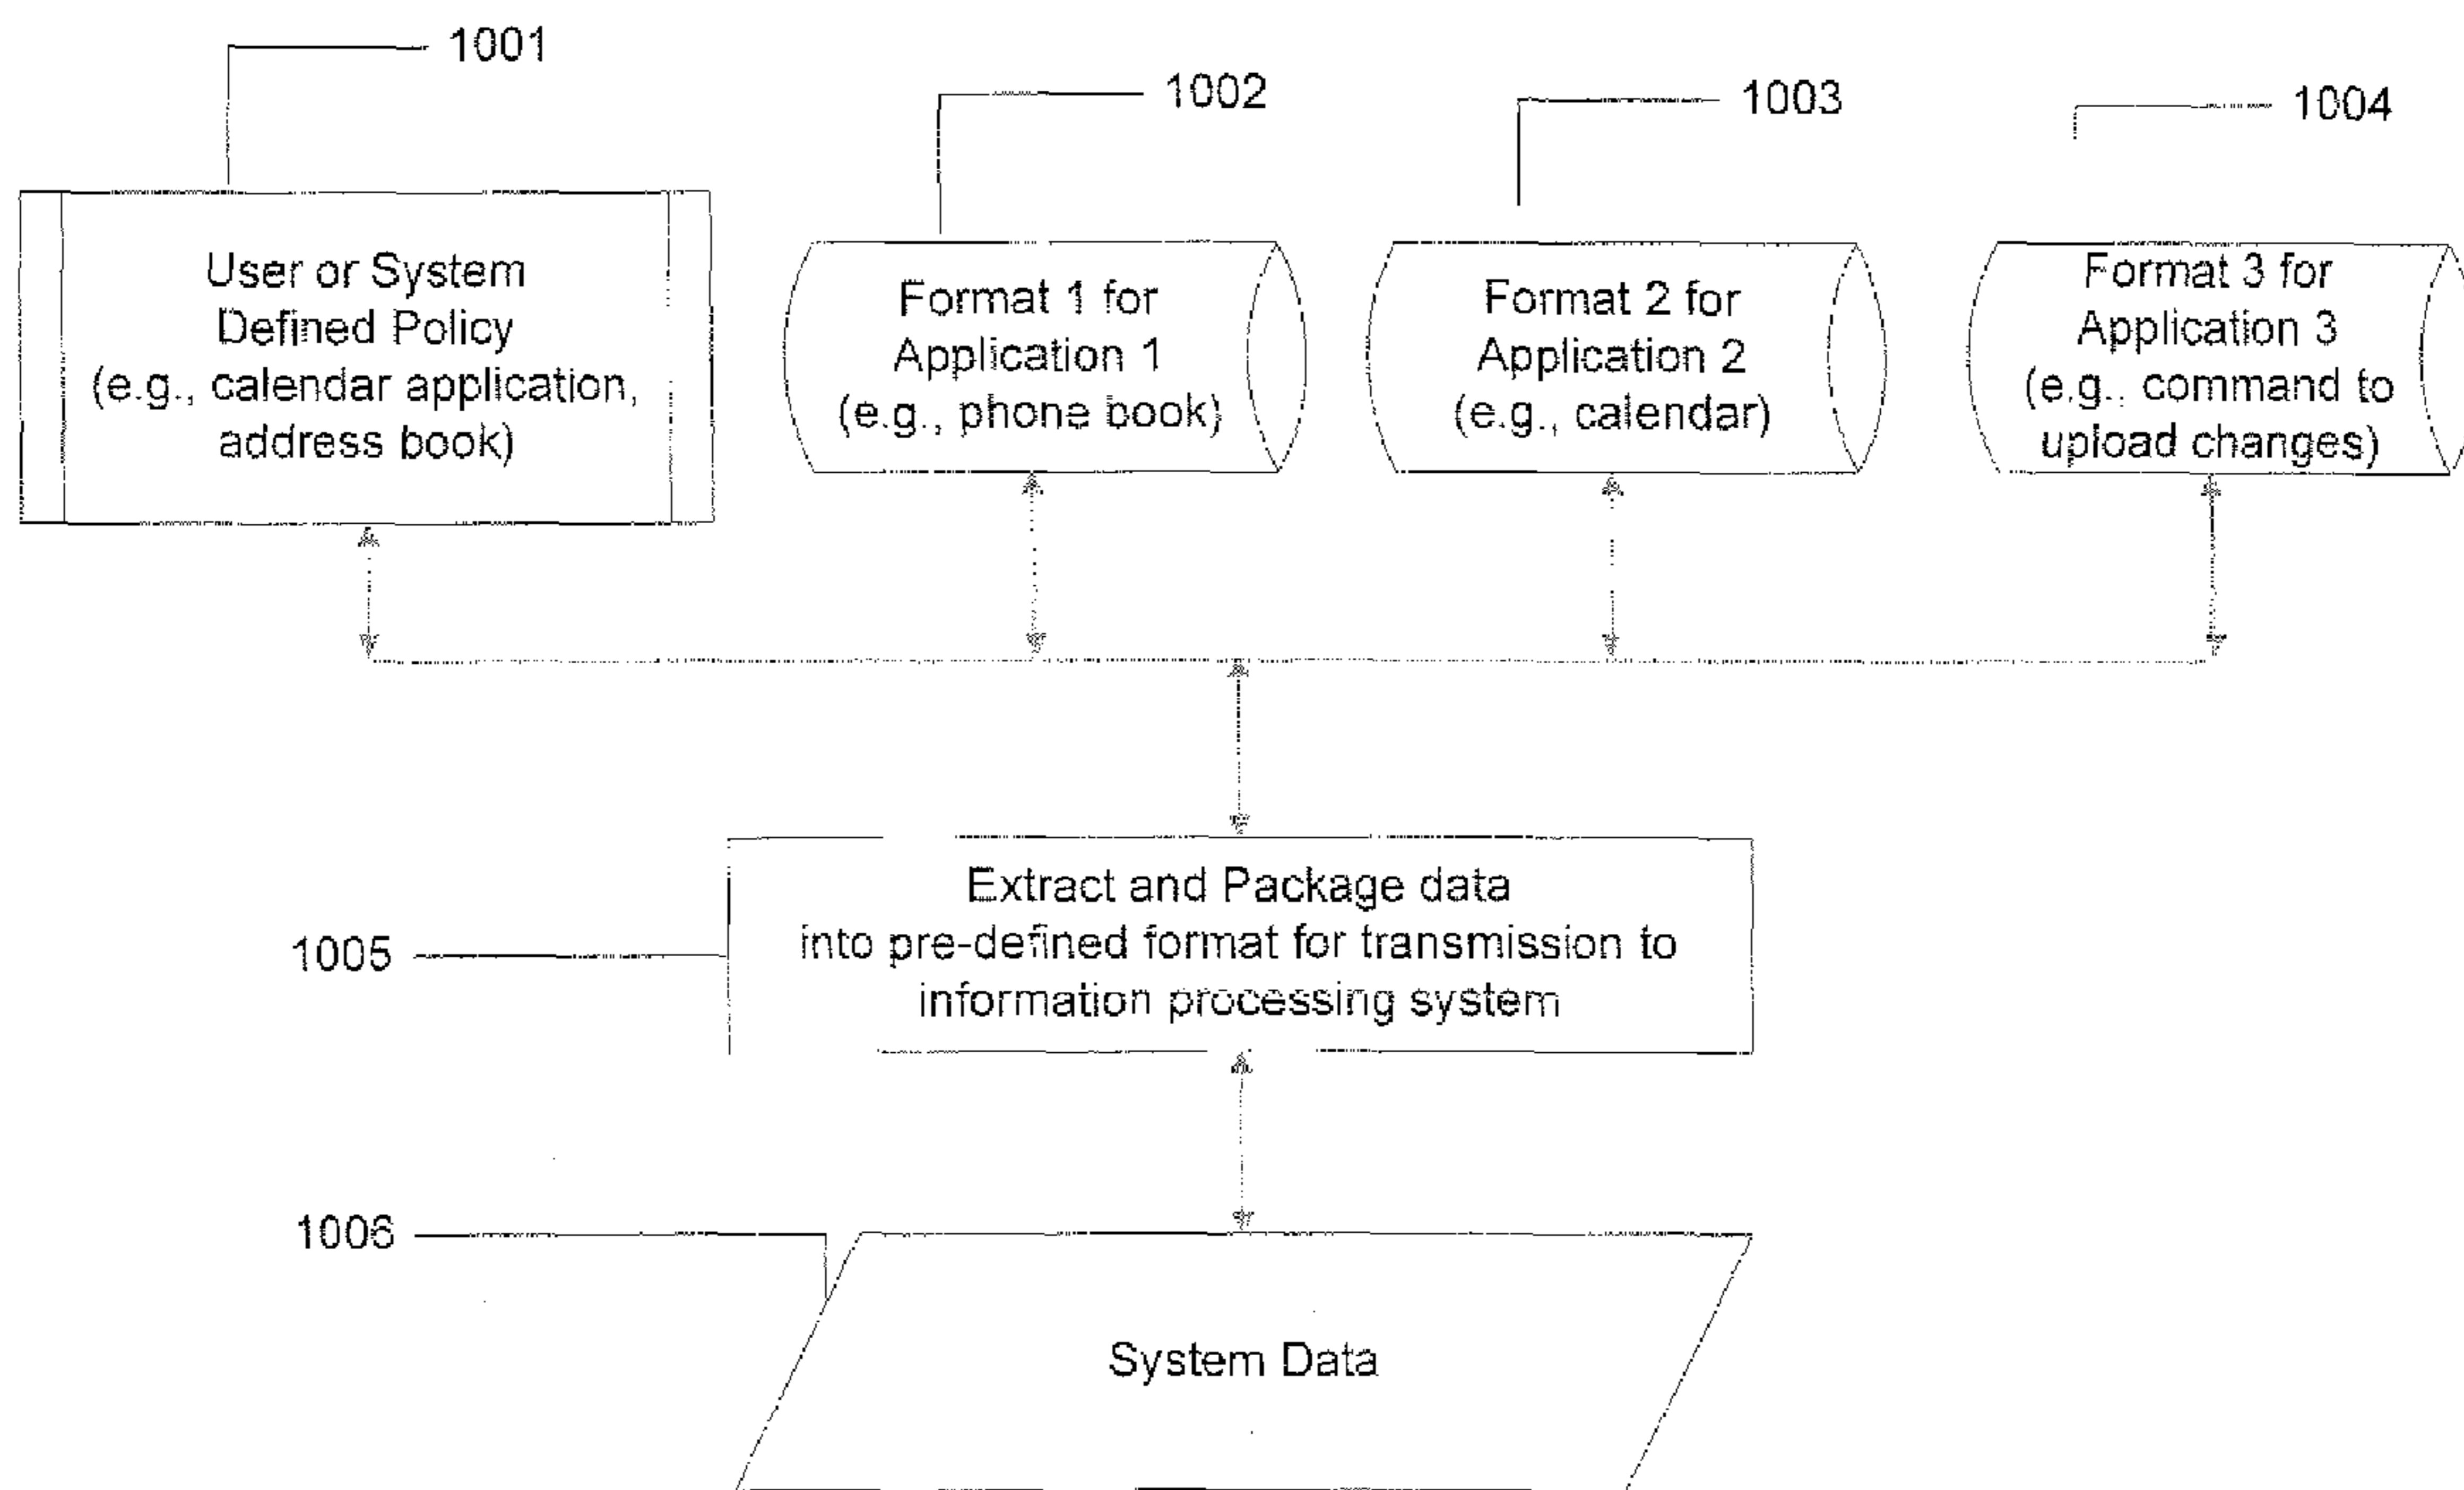 1001
1002
1003
1004
User or System
Defined Policy
(e.g., calendar application,
address book)
Format 1 for
Application 1
(e.g., phone book)
Format 2 for
Application 2
(e.g., calendar)
Format 3 for
Application 3
(e.g., command to
upload changes)
1005
Extract and Package data
into pre-defined format for transmission to
information processing system
1006
System Data